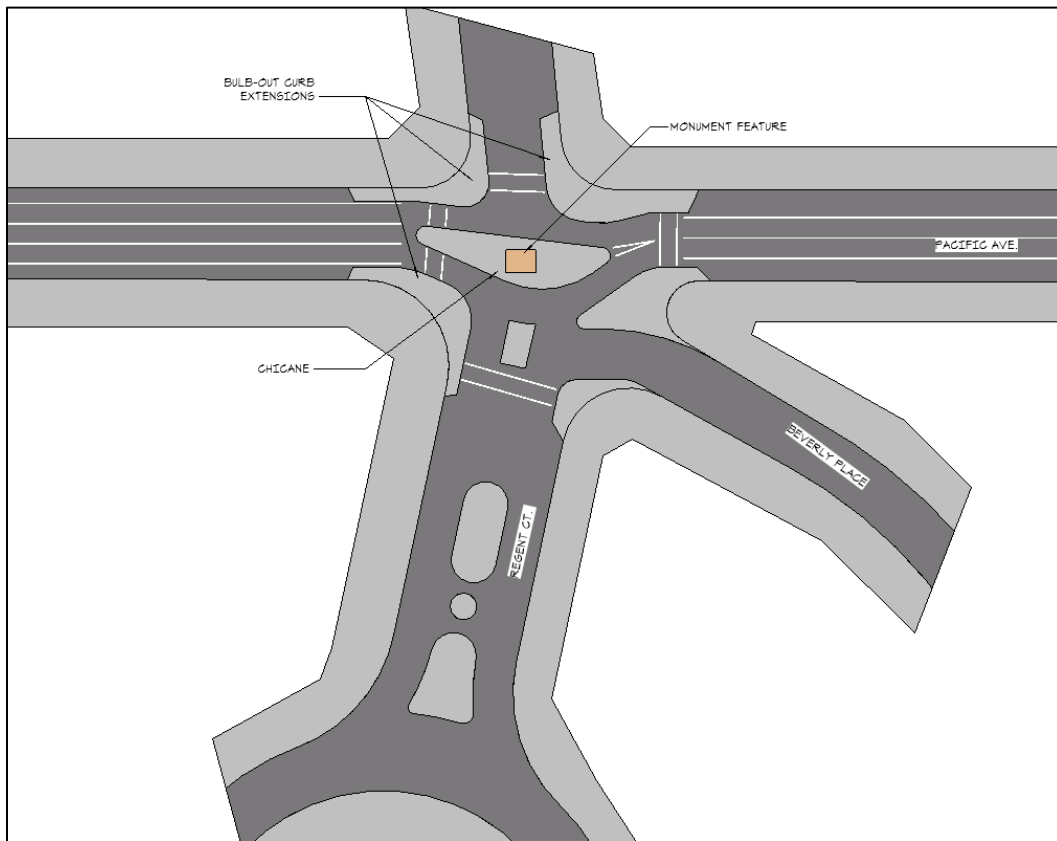 BULB-OUT CURB
EXTENSIONS
MONUMENT FEATURE
PACIFIC AVE.
CHICANE
BEVERLY PLACE
REGENT CT.